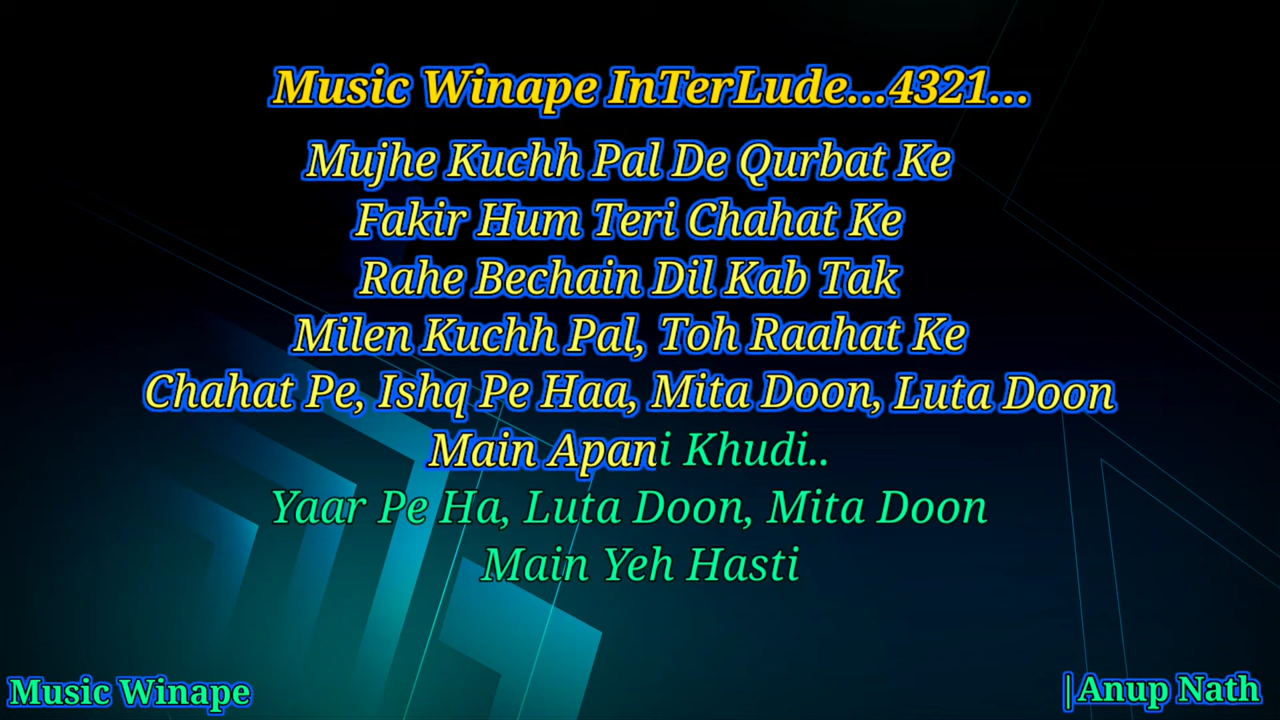 Music Winape InTerLude...4321...
Mujhe Kuchh Pal De Qurbat Ke
Fakir Hum Teri Chahat Ke
Rahe Bechain Dil Kab Tak
Milen Kuchh Pal, Toh Raahat Ke
Chahat Pe, Ishq Pe Haa, Mita Doon, Luta Doon
Main Apani Khudi..
Yaar Pe Ha, Luta Doon, Mita Doon
Main Yeh Hasti
Music Winape
|Anup Nath